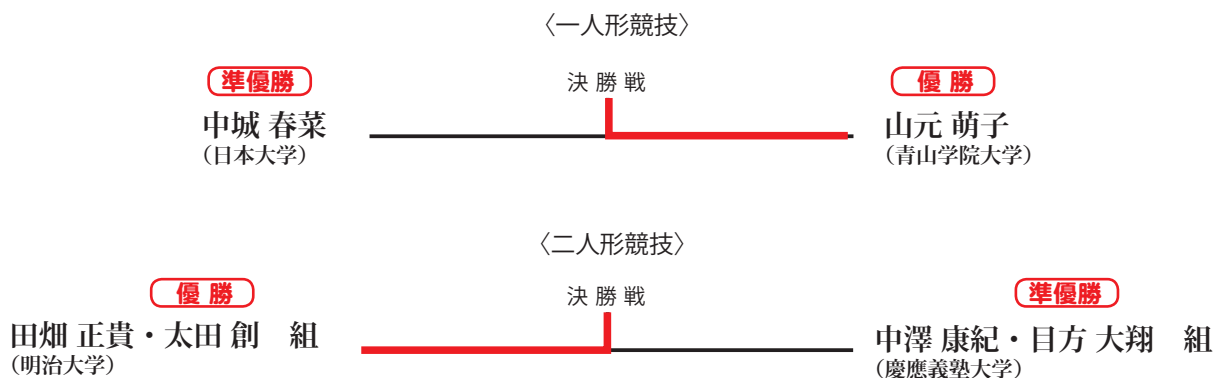 〈一人形競技〉
準優勝 決勝戦 優勝
中城 春菜 山元 萌子
（日本大学） （青山学院大学）
〈二人形競技〉
優勝 決勝戦 準優勝
田畑 正貴・太田 創　組 中澤 康紀・目方 大翔　組
（明治大学） （慶應義塾大学）